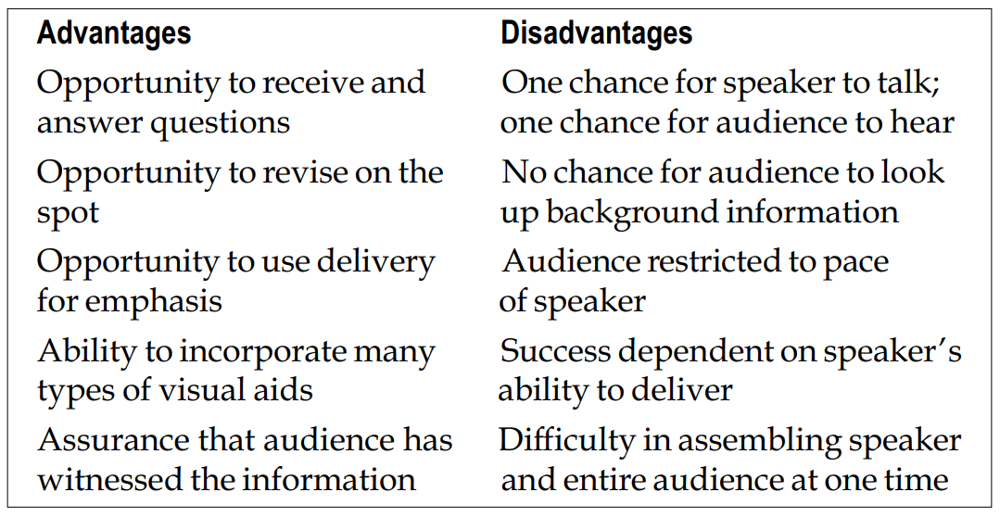 Advantages
Disadvantages
Opportunity to receive and
answer questions
One chance for speaker to talk;
one chance for audience to hear
Opportunity to revise on the
spot
No chance for audience to look
up background information
Opportunity to use delivery
for emphasis
Audience restricted to pace
of speaker
Ability to incorporate many
types of visual aids
Success dependent on speaker's
ability to deliver
Assurance that audience has
witnessed the information
Difficulty in assembling speaker
and entire audience at one time